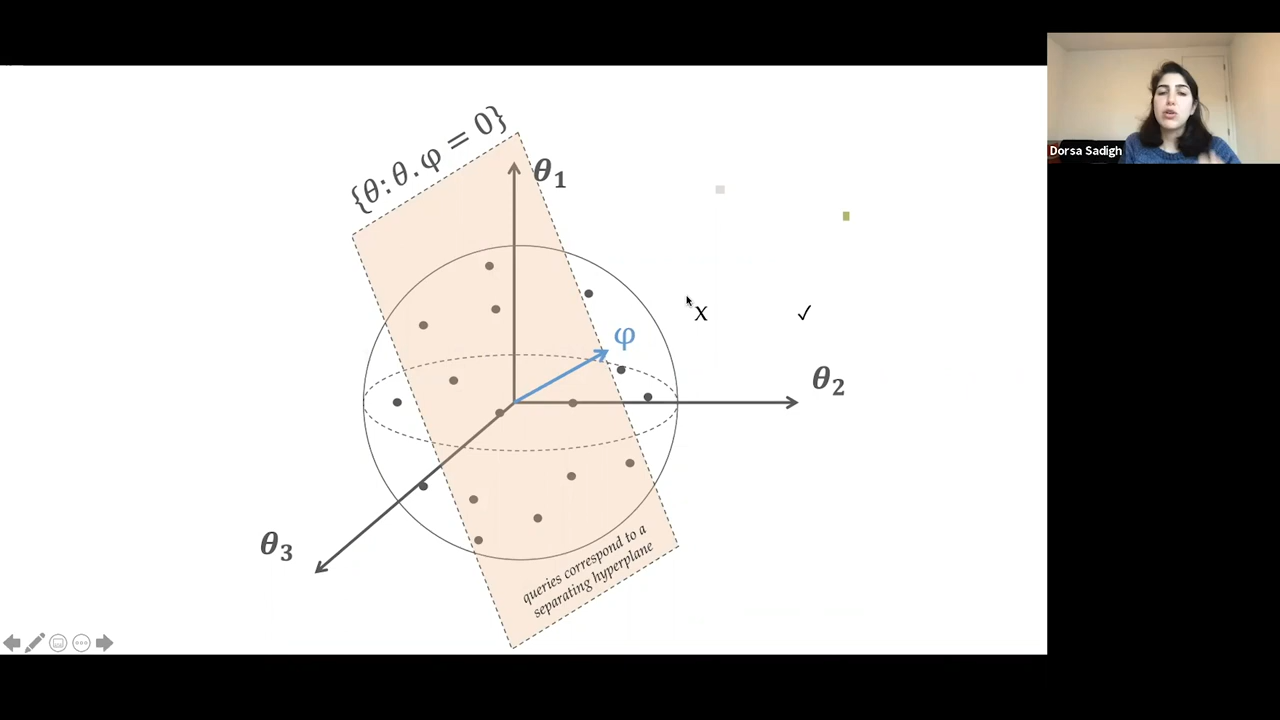 {θ: θ. φ = 0}
θ₁
Dorsa Sadigh
X ✓
φ
θ₂
θ₃
queries correspond to a
separating hyperplane